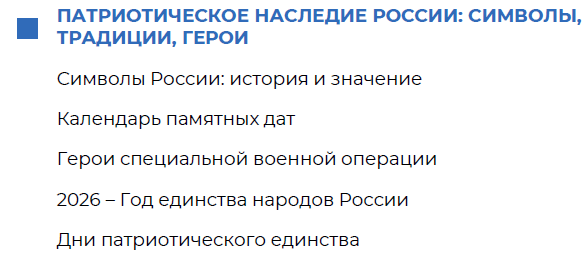 ПАТРИОТИЧЕСКОЕ НАСЛЕДИЕ РОССИИ: СИМВОЛЫ,
ТРАДИЦИИ, ГЕРОИ
Символы России: история и значение
Календарь памятных дат
Герои специальной военной операции
2026 – Год единства народов России
Дни патриотического единства